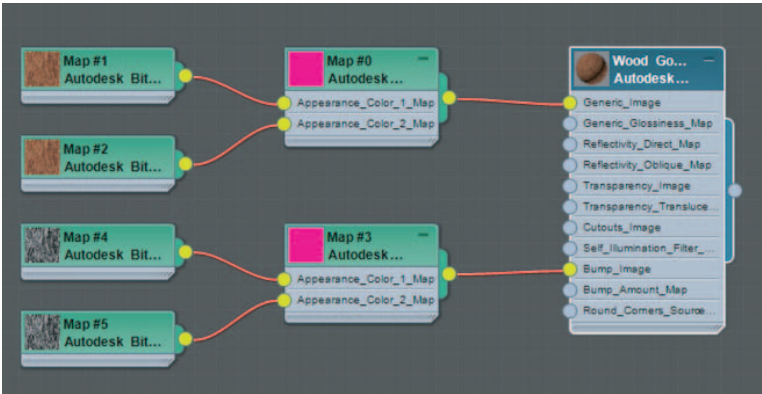 Map #1
Autodesk Bit...
Map #2
Autodesk Bit...
Map #4
Autodesk Bit...
Map #5
Autodesk Bit...
Map #0
Autodesk...
Appearance_Color_1_Map
Appearance_Color_2_Map
Map #3
Autodesk...
Appearance_Color_1_Map
Appearance_Color_2_Map
Wood Go...
Autodesk...
Generic_Image
Generic_Glossiness_Map
Reflectivity_Direct_Map
Reflectivity_Oblique_Map
Transparency_Image
Transparency_Transluce...
Cutouts_Image
Self_Illumination_Filter_...
Bump_Image
Bump_Amount_Map
Round_Corners_Source...